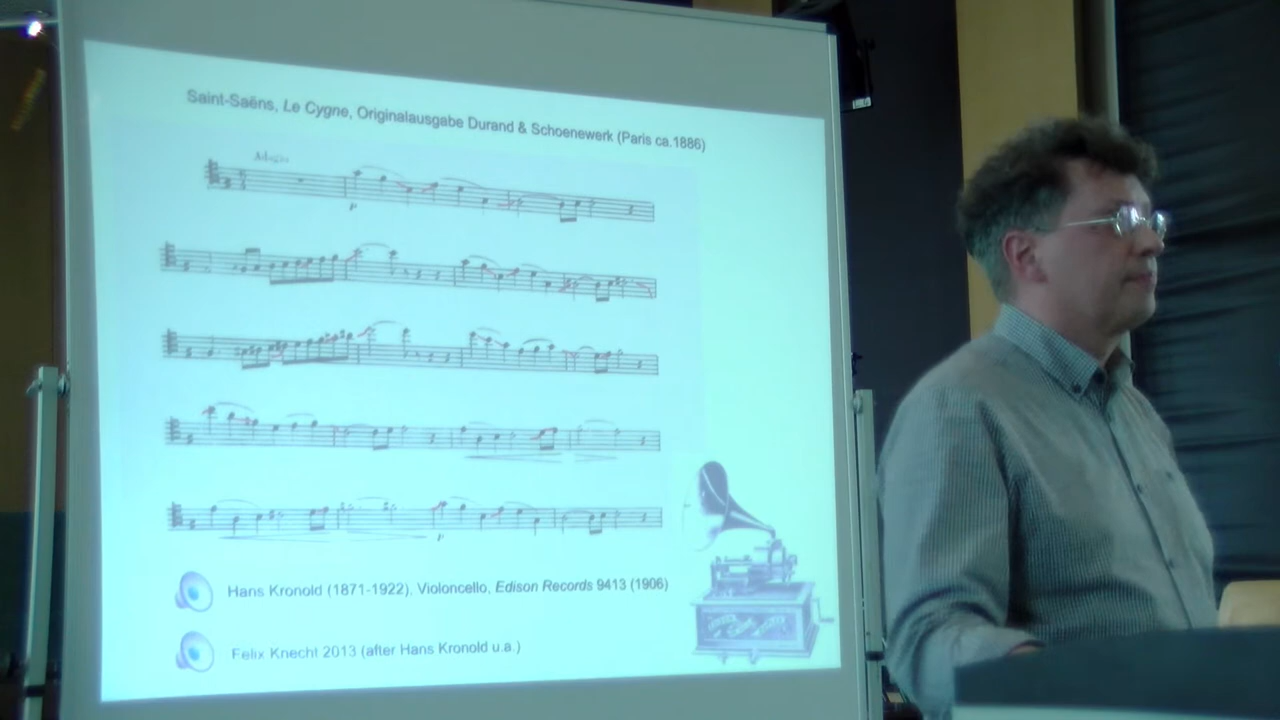 Saint-Saëns, Le Cygne, Originalausgabe Durand & Schoenewerk (Paris ca.1886)
Adagio
p
p
Hans Kronold (1871-1922), Violoncello, Edison Records 9413 (1906)
Felix Knecht 2013 (after Hans Kronold u.a.)